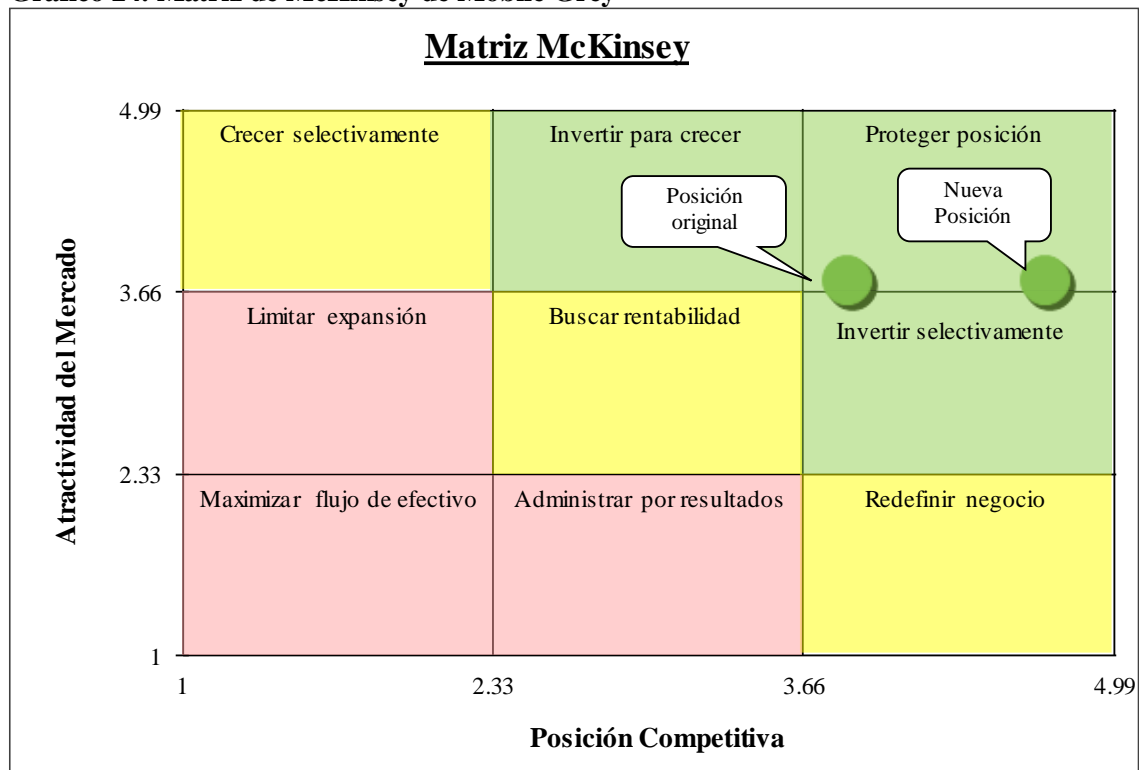 Matriz McKinsey
4.99
Crecer selectivamente
Invertir para crecer
Proteger posición
Posición
original
Nueva
Posición
3.66
Limitar expansión
Buscar rentabilidad
Invertir selectivamente
2.33
Maximizar flujo de efectivo
Administrar por resultados
Redefinir negocio
1
1
2.33
3.66
4.99
Atractividad del Mercado
Posición Competitiva